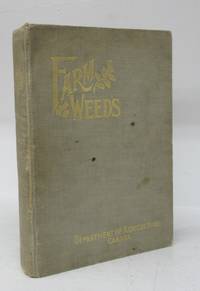 FARM
WEEDS
DEPARTMENT OF AGRICULTURE
CANADA